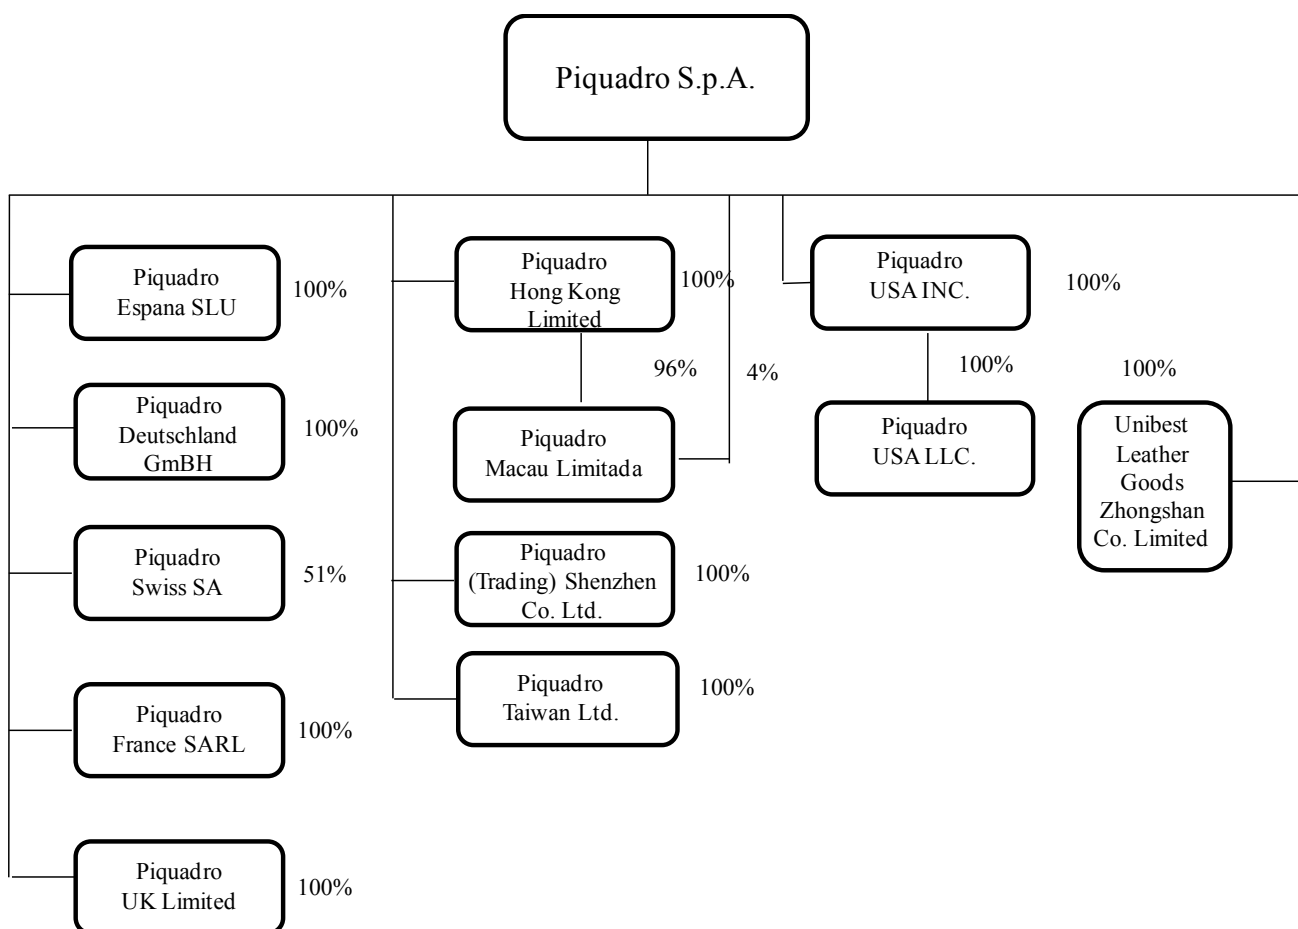 Piquadro S.p.A.
Piquadro
Espana SLU
100%
Piquadro
Deutschland
GmBH
100%
Piquadro
Swiss SA
51%
Piquadro
France SARL
100%
Piquadro
UK Limited
100%
Piquadro
Hong Kong
Limited
100%
96%
4%
Piquadro
Macau Limitada
Piquadro
(Trading) Shenzhen
Co. Ltd.
100%
Piquadro
Taiwan Ltd.
100%
Piquadro
USA INC.
100%
100%
Piquadro
USA LLC.
100%
Unibest
Leather
Goods
Zhongshan
Co. Limited